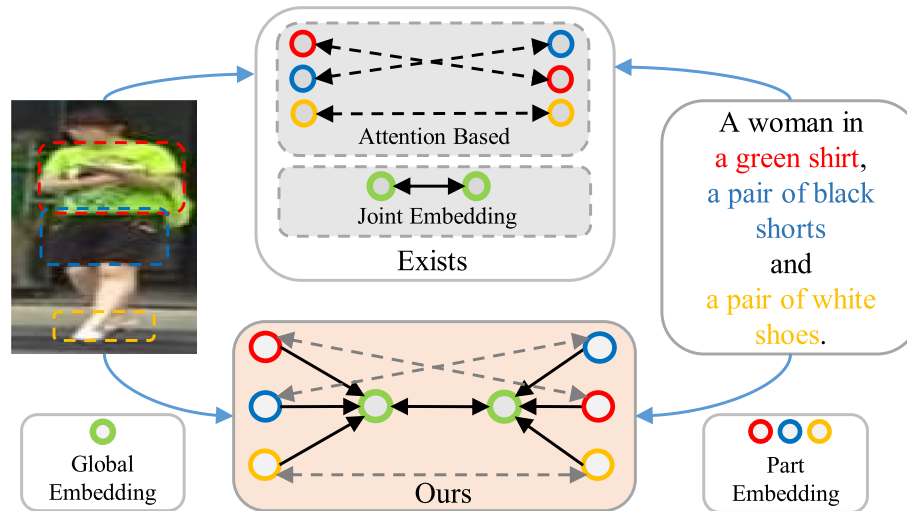 Attention Based
Joint Embedding
Exists
A woman in
a green shirt,
a pair of black
shorts
and
a pair of white
shoes.
Global
Embedding
Ours
Part
Embedding